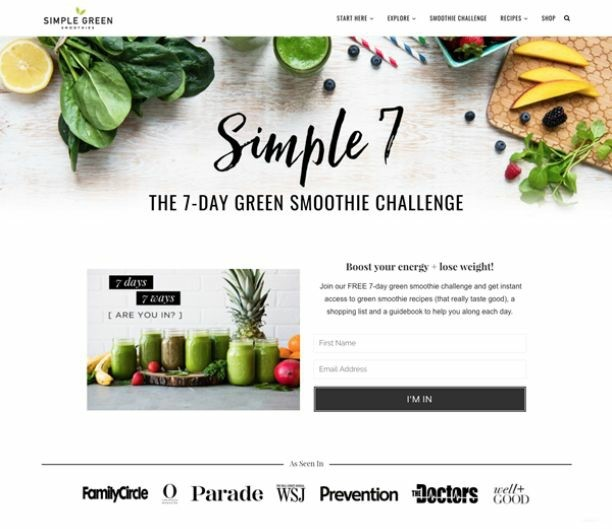 SIMPLE GREEN
SMOOTHIES
START HERE
EXPLORE
SMOOTHIE CHALLENGE
RECIPES
SHOP
Simple 7
THE 7-DAY GREEN SMOOTHIE CHALLENGE
7 days
7 ways
[ ARE YOU IN? ]
Boost your energy + lose weight!
Join our FREE 7-day green smoothie challenge and get instant
access to green smoothie recipes (that really taste good), a
shopping list and a guidebook to help you along each day.
First Name
Email Address
I'M IN
As Seen In
FamilyCircle
O
Parade
WSJ
Prevention
THE Doctors
well+
GOOD